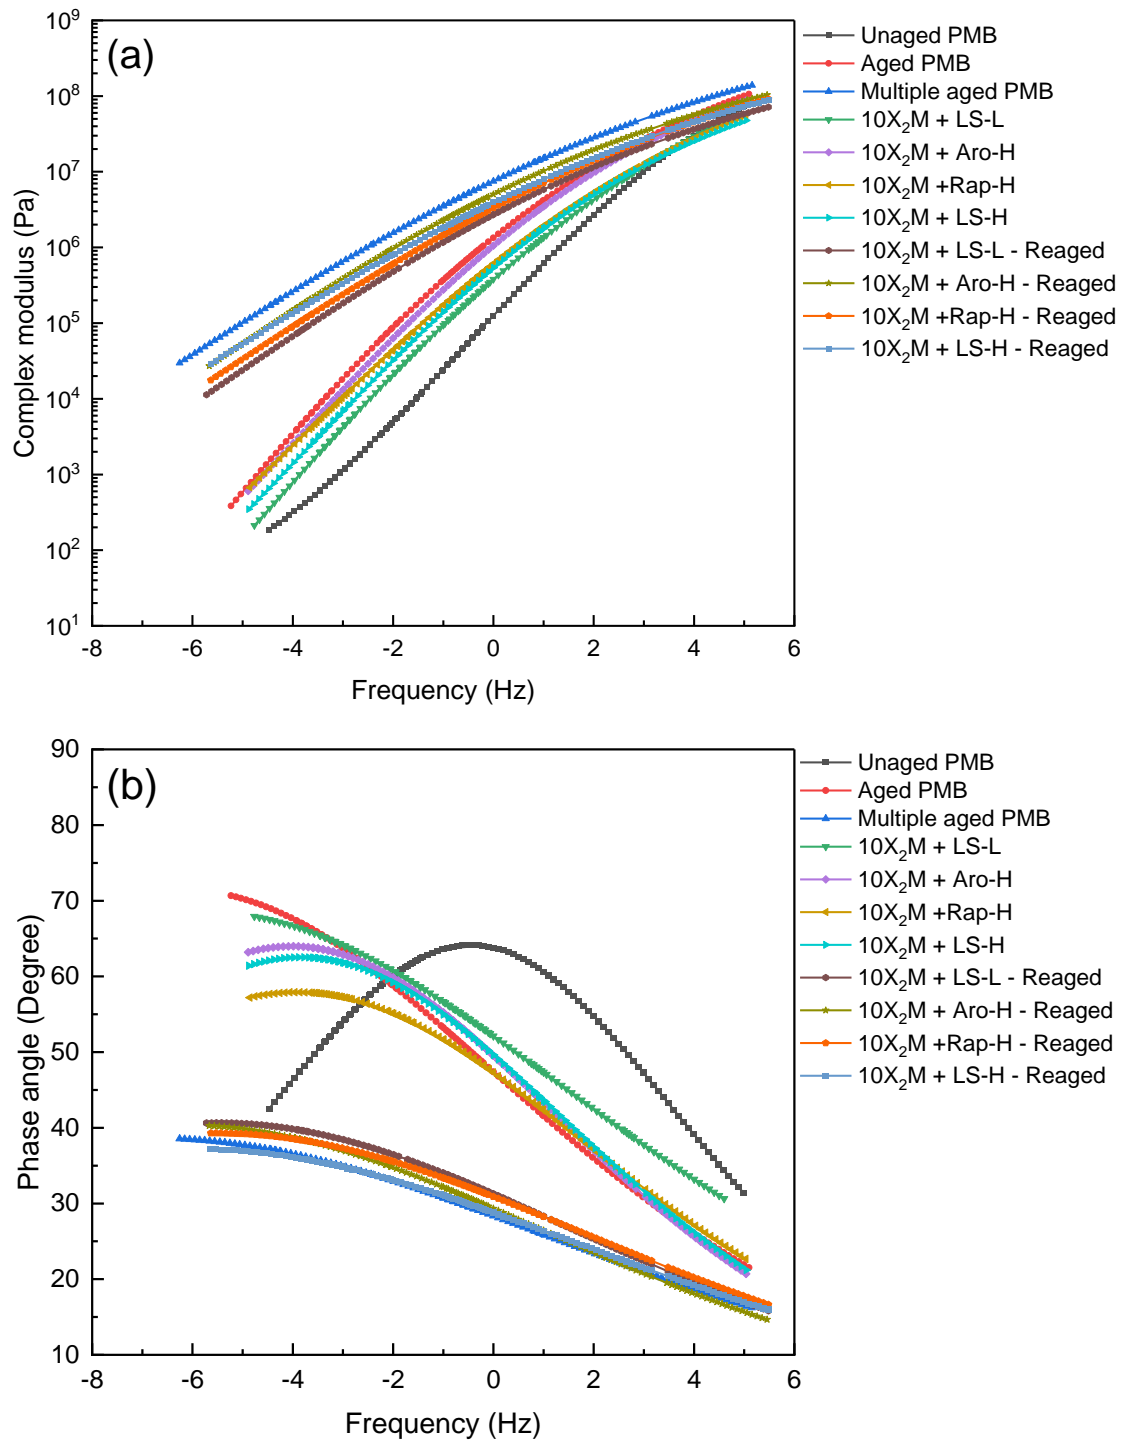 (a)
Complex modulus (Pa)
10⁹
10⁸
10⁷
10⁶
10⁵
10⁴
10³
10²
10¹
-8
-6
-4
-2
0
2
4
6
Frequency (Hz)
Unaged PMB
Aged PMB
Multiple aged PMB
10X₂M + LS-L
10X₂M + Aro-H
10X₂M +Rap-H
10X₂M + LS-H
10X₂M + LS-L - Reaged
10X₂M + Aro-H - Reaged
10X₂M +Rap-H - Reaged
10X₂M + LS-H - Reaged
(b)
Phase angle (Degree)
90
80
70
60
50
40
30
20
10
-8
-6
-4
-2
0
2
4
6
Frequency (Hz)
Unaged PMB
Aged PMB
Multiple aged PMB
10X₂M + LS-L
10X₂M + Aro-H
10X₂M +Rap-H
10X₂M + LS-H
10X₂M + LS-L - Reaged
10X₂M + Aro-H - Reaged
10X₂M +Rap-H - Reaged
10X₂M + LS-H - Reaged